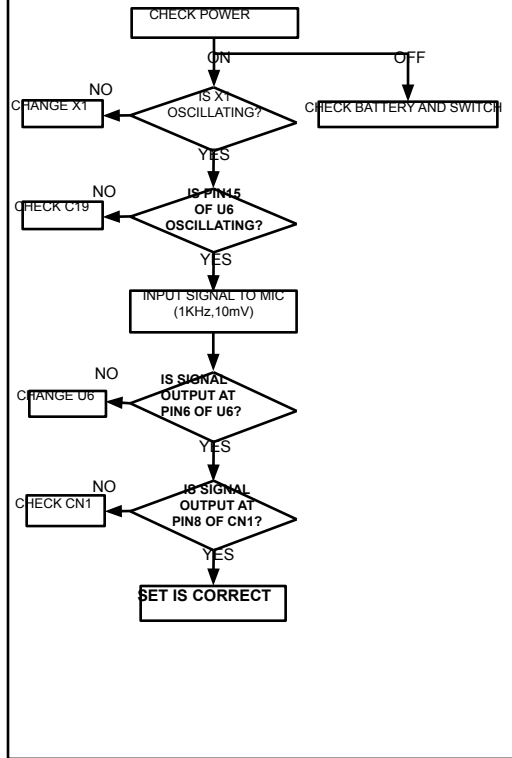 CHECK POWER
ON
OFF
NO
IS X1
OSCILLATING?
CHANGE X1
CHECK BATTERY AND SWITCH
YES
NO
IS PIN15
OF U6
OSCILLATING?
CHECK C19
YES
INPUT SIGNAL TO MIC
(1KHz,10mV)
NO
IS SIGNAL
OUTPUT AT
PIN6 OF U6?
CHANGE U6
YES
NO
IS SIGNAL
OUTPUT AT
PIN8 OF CN1?
CHECK CN1
YES
SET IS CORRECT